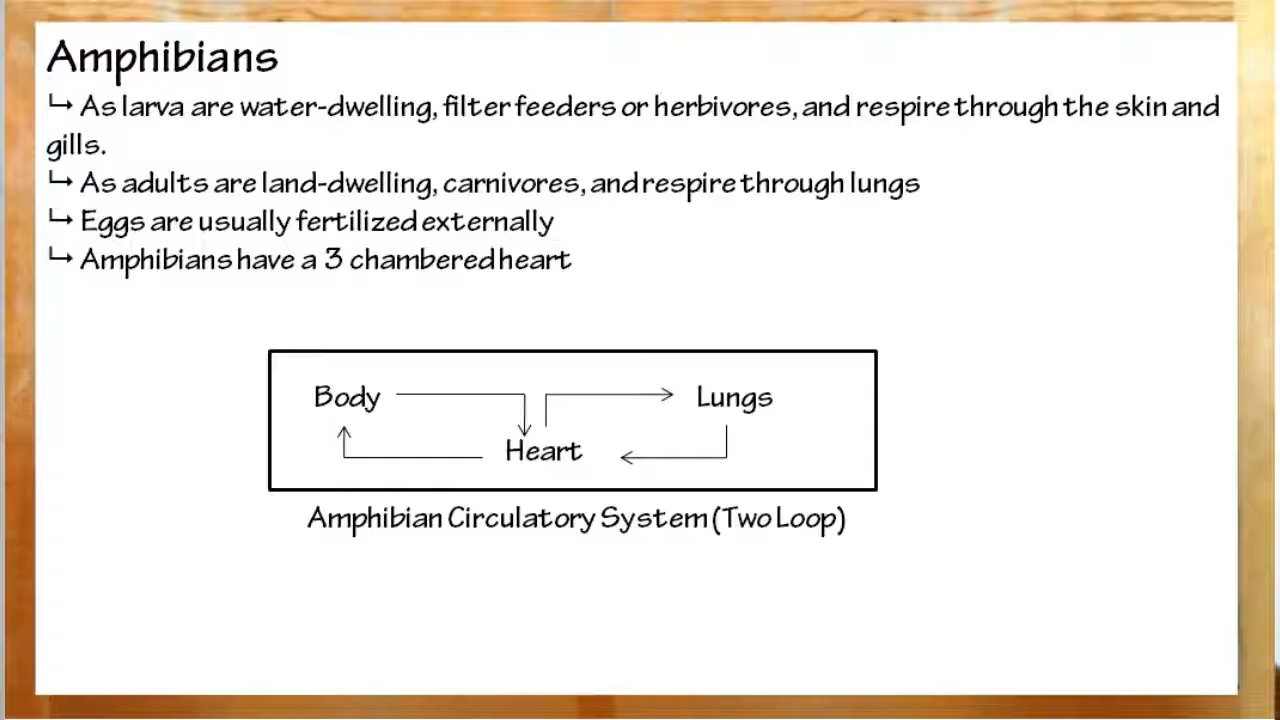 Amphibians
↳ As larva are water-dwelling, filter feeders or herbivores, and respire through the skin and
gills.
↳ As adults are land-dwelling, carnivores, and respire through lungs
↳ Eggs are usually fertilized externally
↳ Amphibians have a 3 chambered heart
Body Lungs
Heart
Amphibian Circulatory System (Two Loop)